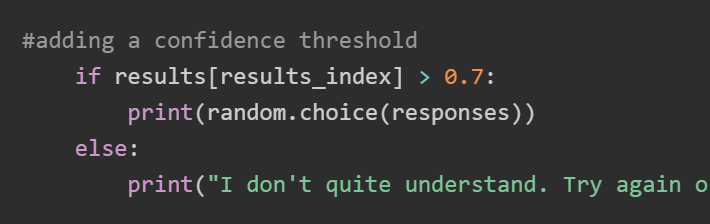 #adding a confidence threshold
if results[results_index] > 0.7:
print(random.choice(responses))
else:
print("I don't quite understand. Try again o